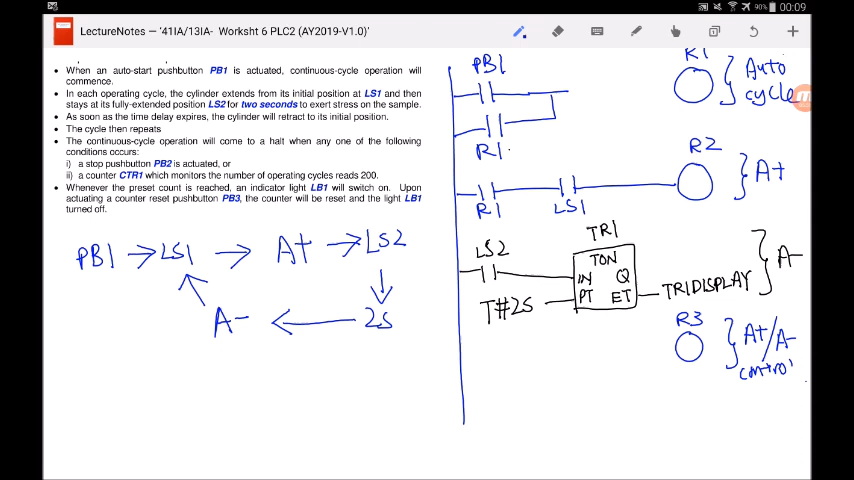 90% 00:09
LectureNotes — ‘41IA/13IA- Worksht 6 PLC2 (AY2019-V1.0)’
• When an auto-start pushbutton PB1 is actuated, continuous-cycle operation will
commence.
• In each operating cycle, the cylinder extends from its initial position at LS1 and then
stays at its fully-extended position LS2 for two seconds to exert stress on the sample.
• As soon as the time delay expires, the cylinder will retract to its initial position.
• The cycle then repeats
• The continuous-cycle operation will come to a halt when any one of the following
conditions occurs:
i) a stop pushbutton PB2 is actuated, or
ii) a counter CTR1 which monitors the number of operating cycles reads 200.
• Whenever the preset count is reached, an indicator light LB1 will switch on. Upon
actuating a counter reset pushbutton PB3, the counter will be reset and the light LB1
turned off.
PB1 → LS1 → A+ → LS2
A- ← 2S
PB1
R1
Auto
cycle
R1
R2
A+
R1 LS1
TR1
LS2
TON
IN Q
A-
T#2S PT ET TR1DISPLAY
R3
A+/A-
control